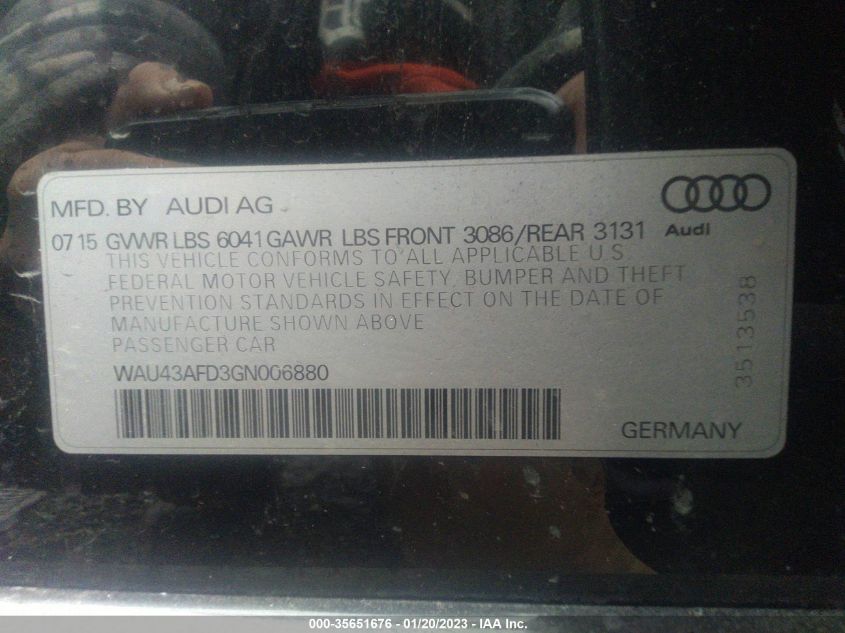 MFD. BY AUDI AG
Audi
07 15 GVWR LBS 6041 GAWR LBS FRONT 3086/REAR 3131
THIS VEHICLE CONFORMS TO ALL APPLICABLE U.S.
FEDERAL MOTOR VEHICLE SAFETY, BUMPER AND THEFT
PREVENTION STANDARDS IN EFFECT ON THE DATE OF
MANUFACTURE SHOWN ABOVE
PASSENGER CAR
WAU43AFD3GN006880
3513538
GERMANY
000-35651676 - 01/20/2023 - IAA Inc.